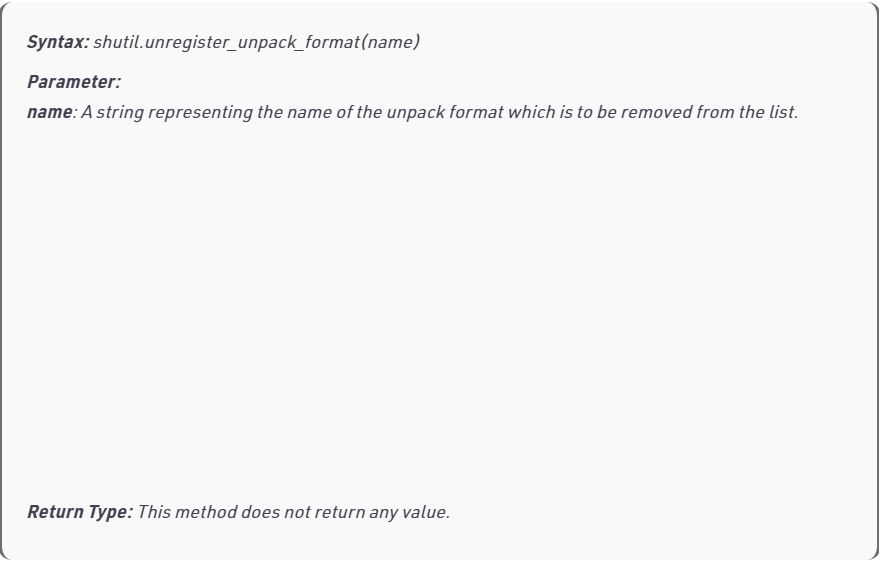 Syntax: shutil.unregister_unpack_format(name)
Parameter:
name: A string representing the name of the unpack format which is to be removed from the list.
Return Type: This method does not return any value.